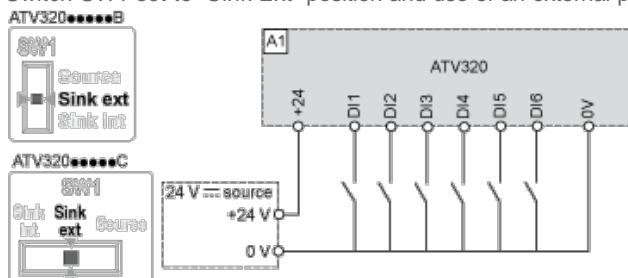 Switch SW1 set to "Sink Ext" position and use of an external p
ATV320●●●●●B
SW1
Source
Sink ext
Sink Int
ATV320●●●●●C
SW1
Sink Int
Sink ext
Source
A1
ATV320
+24
DI1
DI2
DI3
DI4
DI5
DI6
0V
24 V source
+24 V
0 V